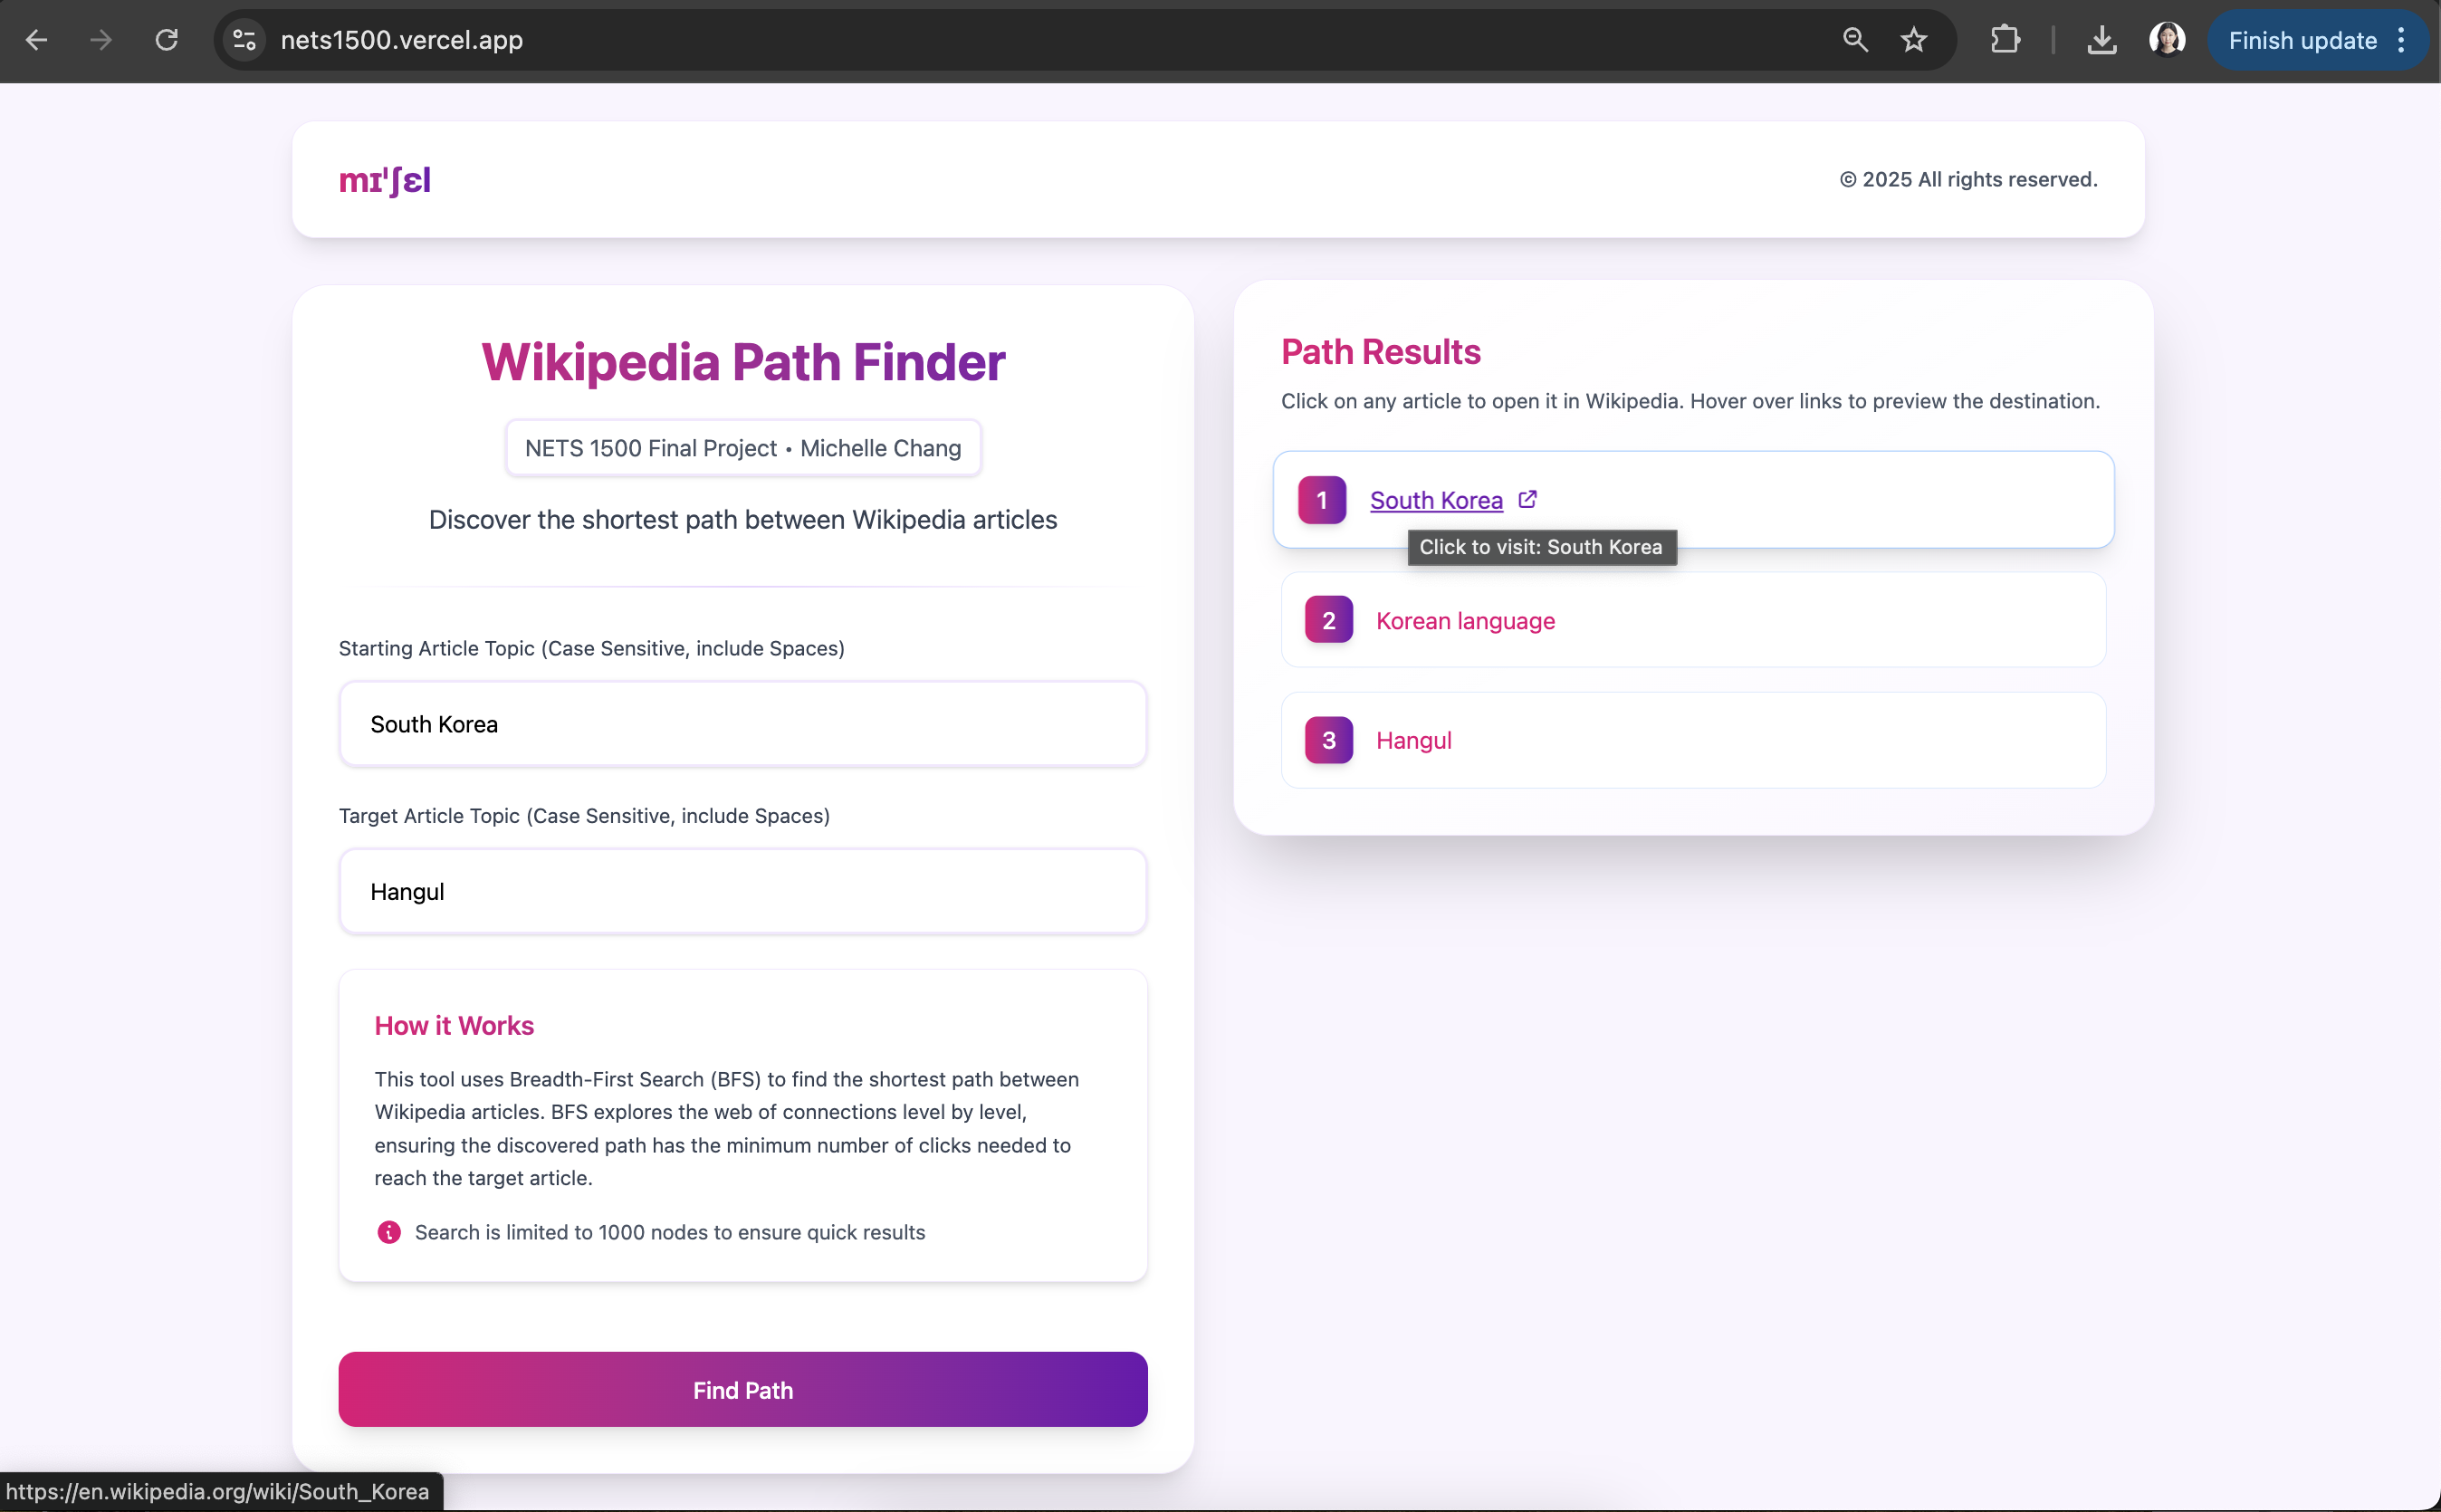 nets1500.vercel.app
Finish update
mɪˈʃɛl
© 2025 All rights reserved.
Wikipedia Path Finder
NETS 1500 Final Project • Michelle Chang
Discover the shortest path between Wikipedia articles
Starting Article Topic (Case Sensitive, include Spaces)
South Korea
Target Article Topic (Case Sensitive, include Spaces)
Hangul
How it Works
This tool uses Breadth-First Search (BFS) to find the shortest path between
Wikipedia articles. BFS explores the web of connections level by level,
ensuring the discovered path has the minimum number of clicks needed to
reach the target article.
Search is limited to 1000 nodes to ensure quick results
Find Path
Path Results
Click on any article to open it in Wikipedia. Hover over links to preview the destination.
1 South Korea
Click to visit: South Korea
2 Korean language
3 Hangul
https://en.wikipedia.org/wiki/South_Korea